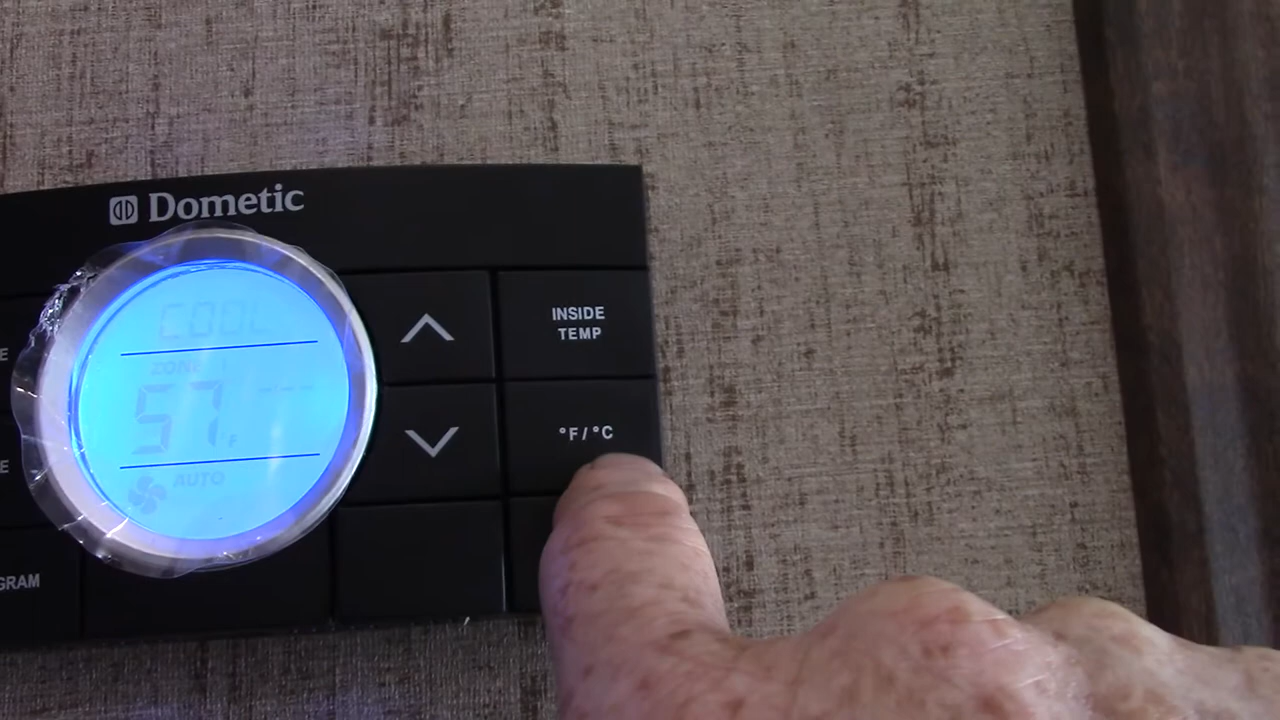 Dometic
COOL
ZONE 1
57 F ---
AUTO
INSIDE
TEMP
°F/°C
E
E
GRAM